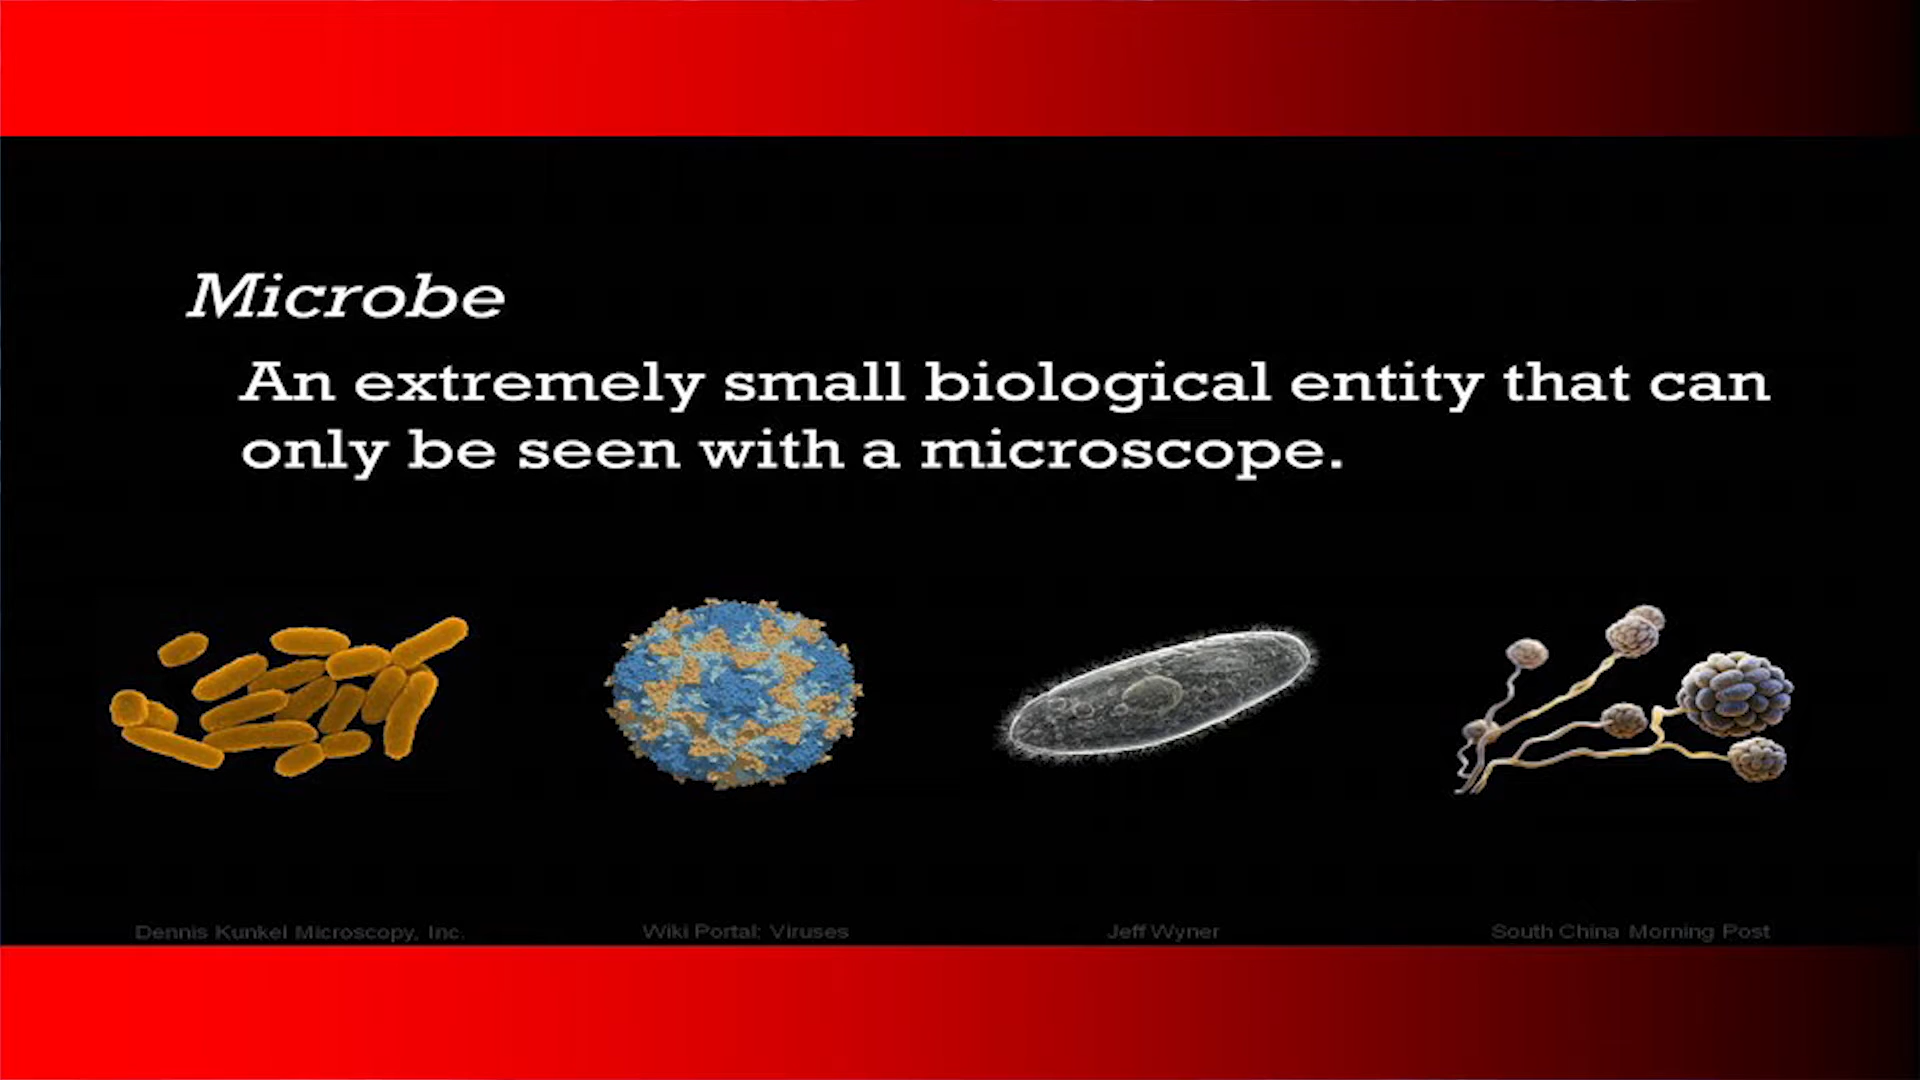 Microbe
An extremely small biological entity that can
only be seen with a microscope.
Dennis Kunkel Microscopy, Inc.
Wiki Portal: Viruses
Jeff Wyner
South China Morning Post